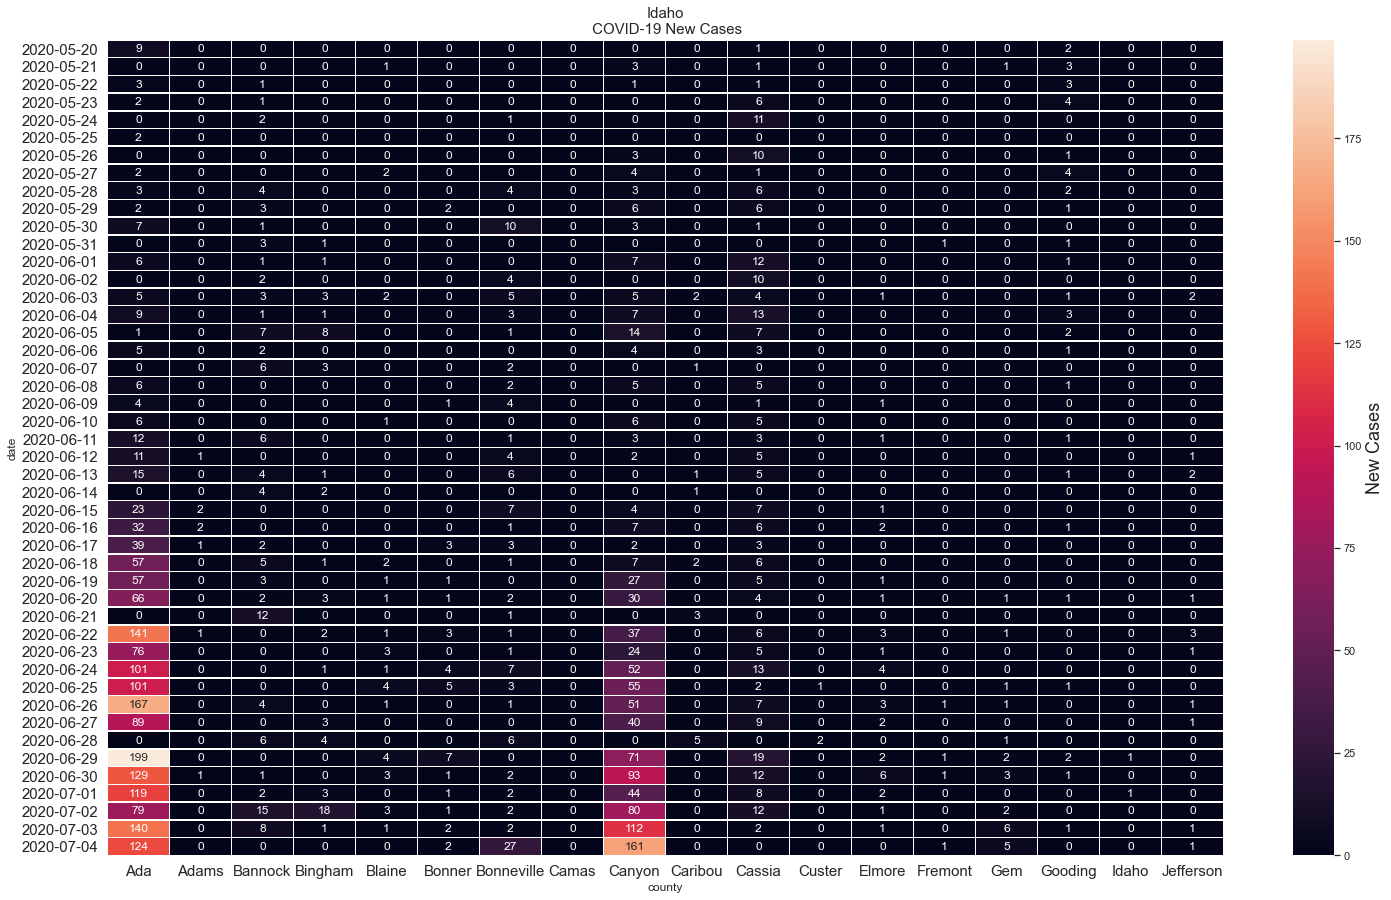 Idaho
COVID-19 New Cases
2020-05-20 9 0 0 0 0 0 0 0 0 0 1 0 0 0 0 2 0 0
2020-05-21 0 0 0 0 1 0 0 0 3 0 1 0 0 0 1 3 0 0
2020-05-22 3 0 1 0 0 0 0 0 1 0 1 0 0 0 0 3 0 0
2020-05-23 2 0 1 0 0 0 0 0 0 0 6 0 0 0 0 4 0 0
2020-05-24 0 0 2 0 0 0 1 0 0 0 11 0 0 0 0 0 0 0
2020-05-25 2 0 0 0 0 0 0 0 0 0 0 0 0 0 0 0 0 0
2020-05-26 0 0 0 0 0 0 0 0 3 0 10 0 0 0 0 1 0 0
2020-05-27 2 0 0 0 2 0 0 0 4 0 1 0 0 0 0 4 0 0
2020-05-28 3 0 4 0 0 0 4 0 3 0 6 0 0 0 0 2 0 0
2020-05-29 2 0 3 0 0 2 0 0 6 0 6 0 0 0 0 1 0 0
2020-05-30 7 0 1 0 0 0 10 0 3 0 1 0 0 0 0 0 0 0
2020-05-31 0 0 3 1 0 0 0 0 0 0 0 0 0 1 0 1 0 0
2020-06-01 6 0 1 1 0 0 0 0 7 0 12 0 0 0 0 1 0 0
2020-06-02 0 0 2 0 0 0 4 0 0 0 10 0 0 0 0 0 0 0
2020-06-03 5 0 3 3 2 0 5 0 5 2 4 0 1 0 0 1 0 2
2020-06-04 9 0 1 1 0 0 3 0 7 0 13 0 0 0 0 3 0 0
2020-06-05 1 0 7 8 0 0 1 0 14 0 7 0 0 0 0 2 0 0
2020-06-06 5 0 2 0 0 0 0 0 4 0 3 0 0 0 0 1 0 0
2020-06-07 0 0 6 3 0 0 2 0 0 1 0 0 0 0 0 0 0 0
2020-06-08 6 0 0 0 0 0 2 0 5 0 5 0 0 0 0 1 0 0
2020-06-09 4 0 0 0 0 1 4 0 0 0 1 0 1 0 0 0 0 0
2020-06-10 6 0 0 0 1 0 0 0 6 0 5 0 0 0 0 0 0 0
2020-06-11 12 0 6 0 0 0 1 0 3 0 3 0 1 0 0 1 0 0
2020-06-12 11 1 0 0 0 0 4 0 2 0 5 0 0 0 0 0 0 1
2020-06-13 15 0 4 1 0 0 6 0 0 1 5 0 0 0 0 1 0 2
2020-06-14 0 0 4 2 0 0 0 0 0 1 0 0 0 0 0 0 0 0
2020-06-15 23 2 0 0 0 0 7 0 4 0 7 0 1 0 0 0 0 0
2020-06-16 32 2 0 0 0 0 1 0 7 0 6 0 2 0 0 1 0 0
2020-06-17 39 1 2 0 0 3 3 0 2 0 3 0 0 0 0 0 0 0
2020-06-18 57 0 5 1 2 0 1 0 7 2 6 0 0 0 0 0 0 0
2020-06-19 57 0 3 0 1 1 0 0 27 0 5 0 1 0 0 0 0 0
2020-06-20 66 0 2 3 1 1 2 0 30 0 4 0 1 0 1 1 0 1
2020-06-21 0 0 12 0 0 0 1 0 0 3 0 0 0 0 0 0 0 0
2020-06-22 141 1 0 2 1 3 1 0 37 0 6 0 3 0 1 0 0 3
2020-06-23 76 0 0 0 3 0 1 0 24 0 5 0 1 0 0 0 0 1
2020-06-24 101 0 0 1 1 4 7 0 52 0 13 0 4 0 0 0 0 0
2020-06-25 101 0 0 0 4 5 3 0 55 0 2 1 0 0 1 1 0 0
2020-06-26 167 0 4 0 1 0 1 0 51 0 7 0 3 1 1 0 0 1
2020-06-27 89 0 0 3 0 0 0 0 40 0 9 0 2 0 0 0 0 1
2020-06-28 0 0 6 4 0 0 6 0 0 5 0 2 0 0 1 0 0 0
2020-06-29 199 0 0 0 4 7 0 0 71 0 19 0 2 1 2 2 1 0
2020-06-30 129 1 1 0 3 1 2 0 93 0 12 0 6 1 3 1 0 0
2020-07-01 119 0 2 3 0 1 2 0 44 0 8 0 2 0 0 0 1 0
2020-07-02 79 0 15 18 3 1 2 0 80 0 12 0 1 0 2 0 0 0
2020-07-03 140 0 8 1 1 2 2 0 112 0 2 0 1 0 6 1 0 1
2020-07-04 124 0 0 0 0 2 27 0 161 0 0 0 0 1 5 0 0 1
Ada Adams Bannock Bingham Blaine Bonner Bonneville Camas Canyon Caribou Cassia Custer Elmore Fremont Gem Gooding Idaho Jefferson
county
date
175
150
125
100
75
50
25
0
New Cases